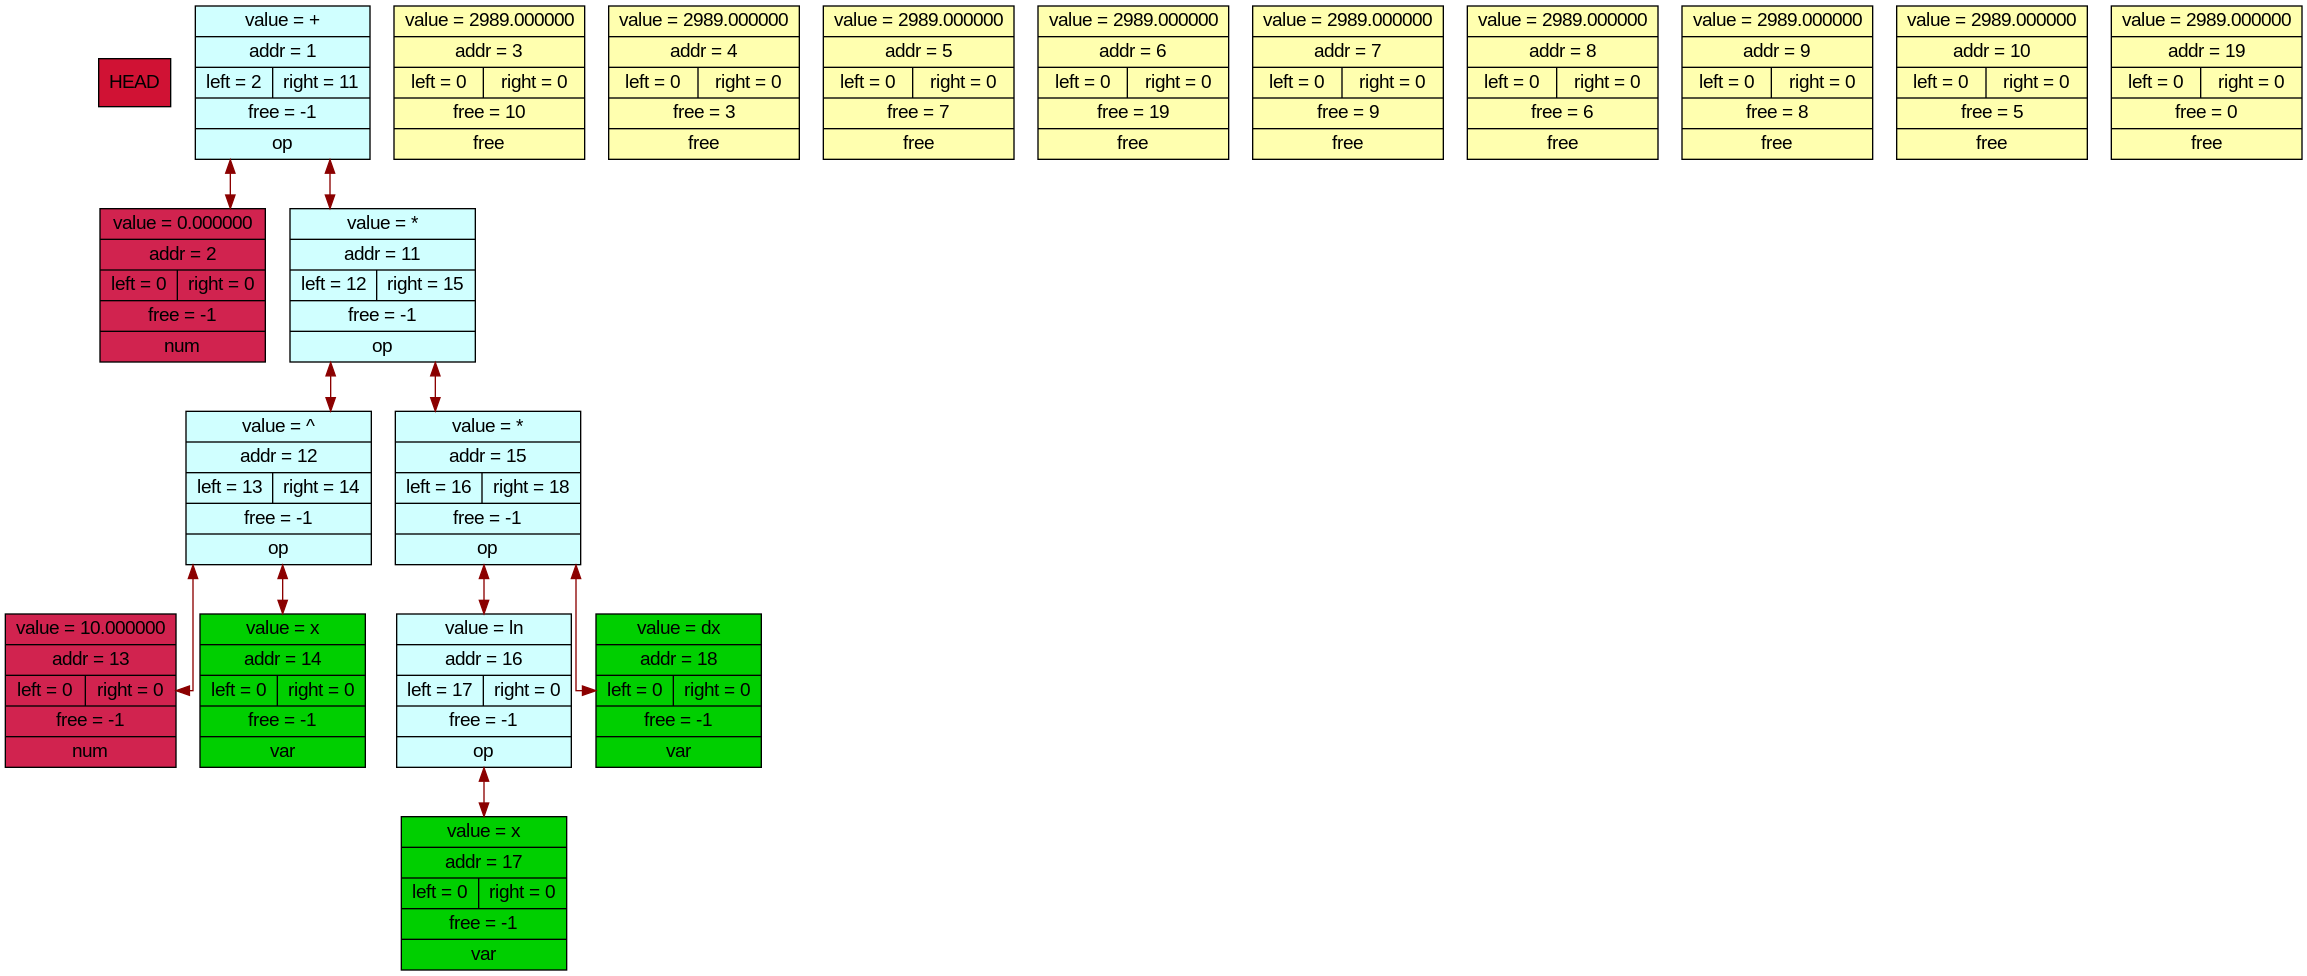 HEAD
value = +
addr = 1
left = 2 right = 11
free = -1
op
value = 2989.000000
addr = 3
left = 0 right = 0
free = 10
free
value = 2989.000000
addr = 4
left = 0 right = 0
free = 3
free
value = 2989.000000
addr = 5
left = 0 right = 0
free = 7
free
value = 2989.000000
addr = 6
left = 0 right = 0
free = 19
free
value = 2989.000000
addr = 7
left = 0 right = 0
free = 9
free
value = 2989.000000
addr = 8
left = 0 right = 0
free = 6
free
value = 2989.000000
addr = 9
left = 0 right = 0
free = 8
free
value = 2989.000000
addr = 10
left = 0 right = 0
free = 5
free
value = 2989.000000
addr = 19
left = 0 right = 0
free = 0
free
value = 0.000000
addr = 2
left = 0 right = 0
free = -1
num
value = *
addr = 11
left = 12 right = 15
free = -1
op
value = ^
addr = 12
left = 13 right = 14
free = -1
op
value = *
addr = 15
left = 16 right = 18
free = -1
op
value = 10.000000
addr = 13
left = 0 right = 0
free = -1
num
value = x
addr = 14
left = 0 right = 0
free = -1
var
value = ln
addr = 16
left = 17 right = 0
free = -1
op
value = dx
addr = 18
left = 0 right = 0
free = -1
var
value = x
addr = 17
left = 0 right = 0
free = -1
var